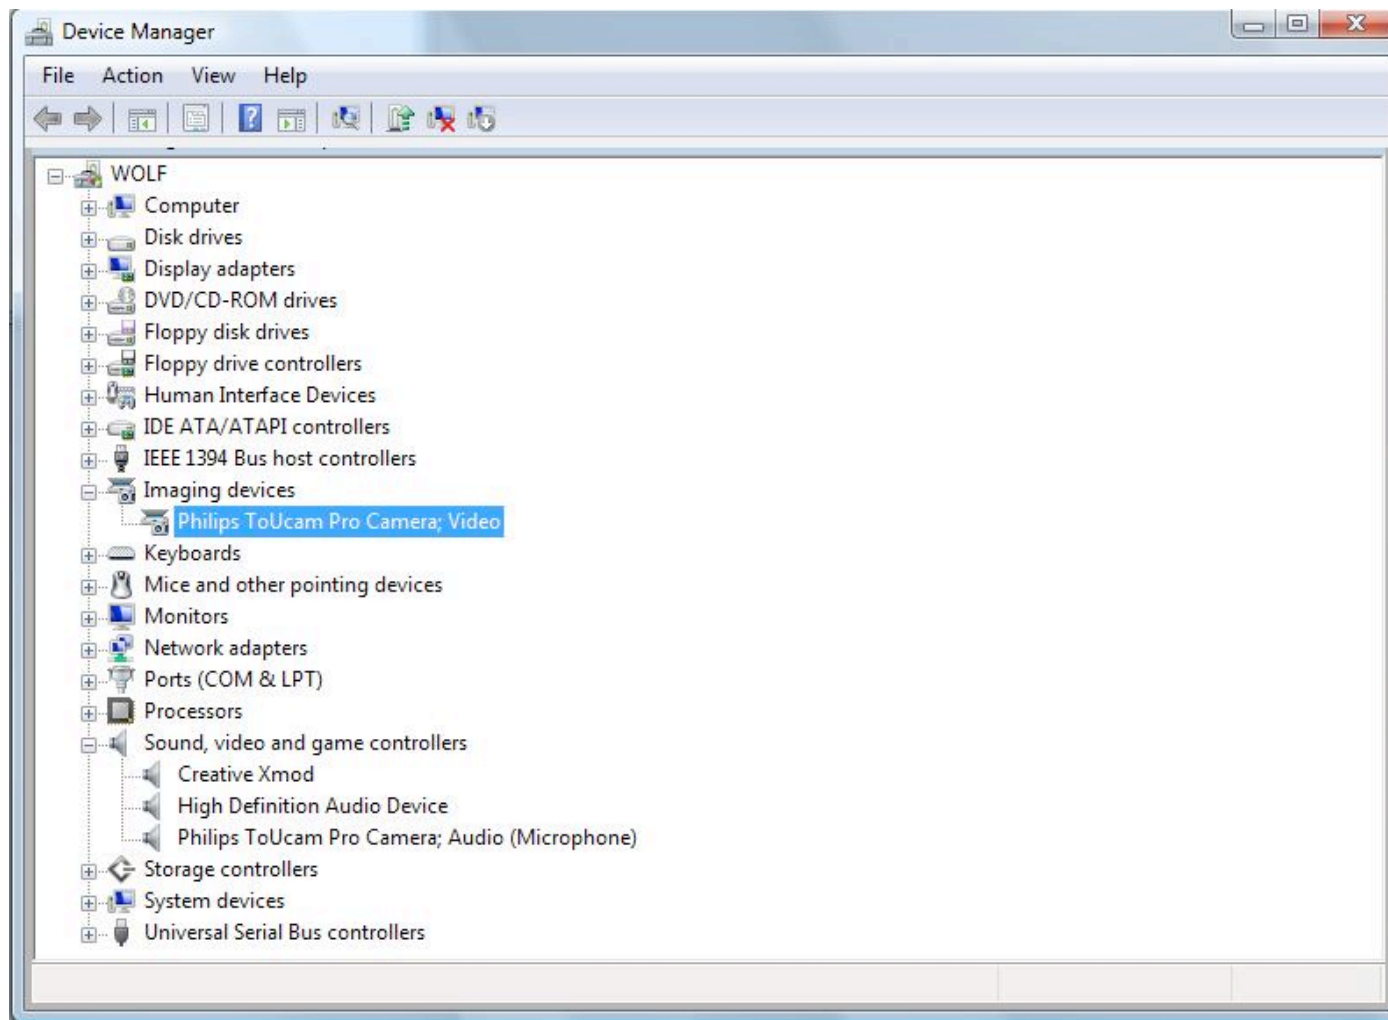 Device Manager
File Action View Help
WOLF
Computer
Disk drives
Display adapters
DVD/CD-ROM drives
Floppy disk drives
Floppy drive controllers
Human Interface Devices
IDE ATA/ATAPI controllers
IEEE 1394 Bus host controllers
Imaging devices
Philips ToUcam Pro Camera; Video
Keyboards
Mice and other pointing devices
Monitors
Network adapters
Ports (COM & LPT)
Processors
Sound, video and game controllers
Creative Xmod
High Definition Audio Device
Philips ToUcam Pro Camera; Audio (Microphone)
Storage controllers
System devices
Universal Serial Bus controllers